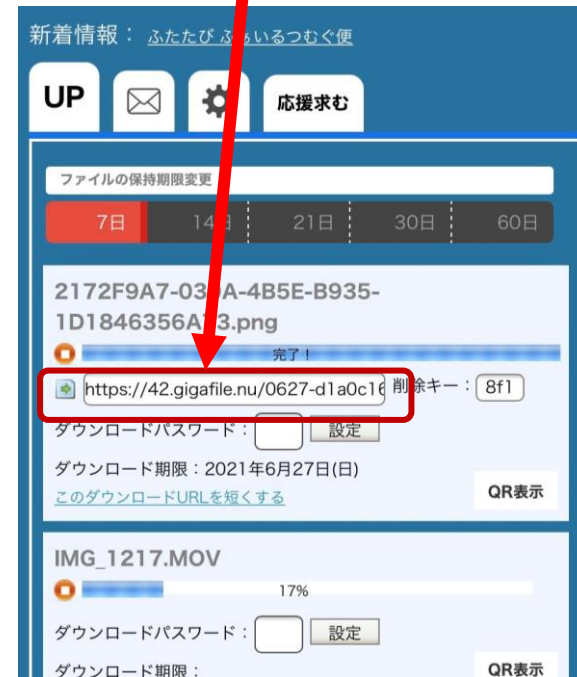 新着情報： ふたたび ふぁいるつむぐ便
UP 応援求む
ファイルの保持期限変更
7日 14日 21日 30日 60日
2172F9A7-03
A-4B5E-B935-
1D1846356A
3.png
完了！
https://42.gigafile.nu/0627-d1a0c16 削除キー： 8f1
ダウンロードパスワード： 設定
ダウンロード期限：2021年6月27日(日)
このダウンロードURLを短くする QR表示
IMG_1217.MOV
17%
ダウンロードパスワード： 設定
ダウンロード期限： QR表示